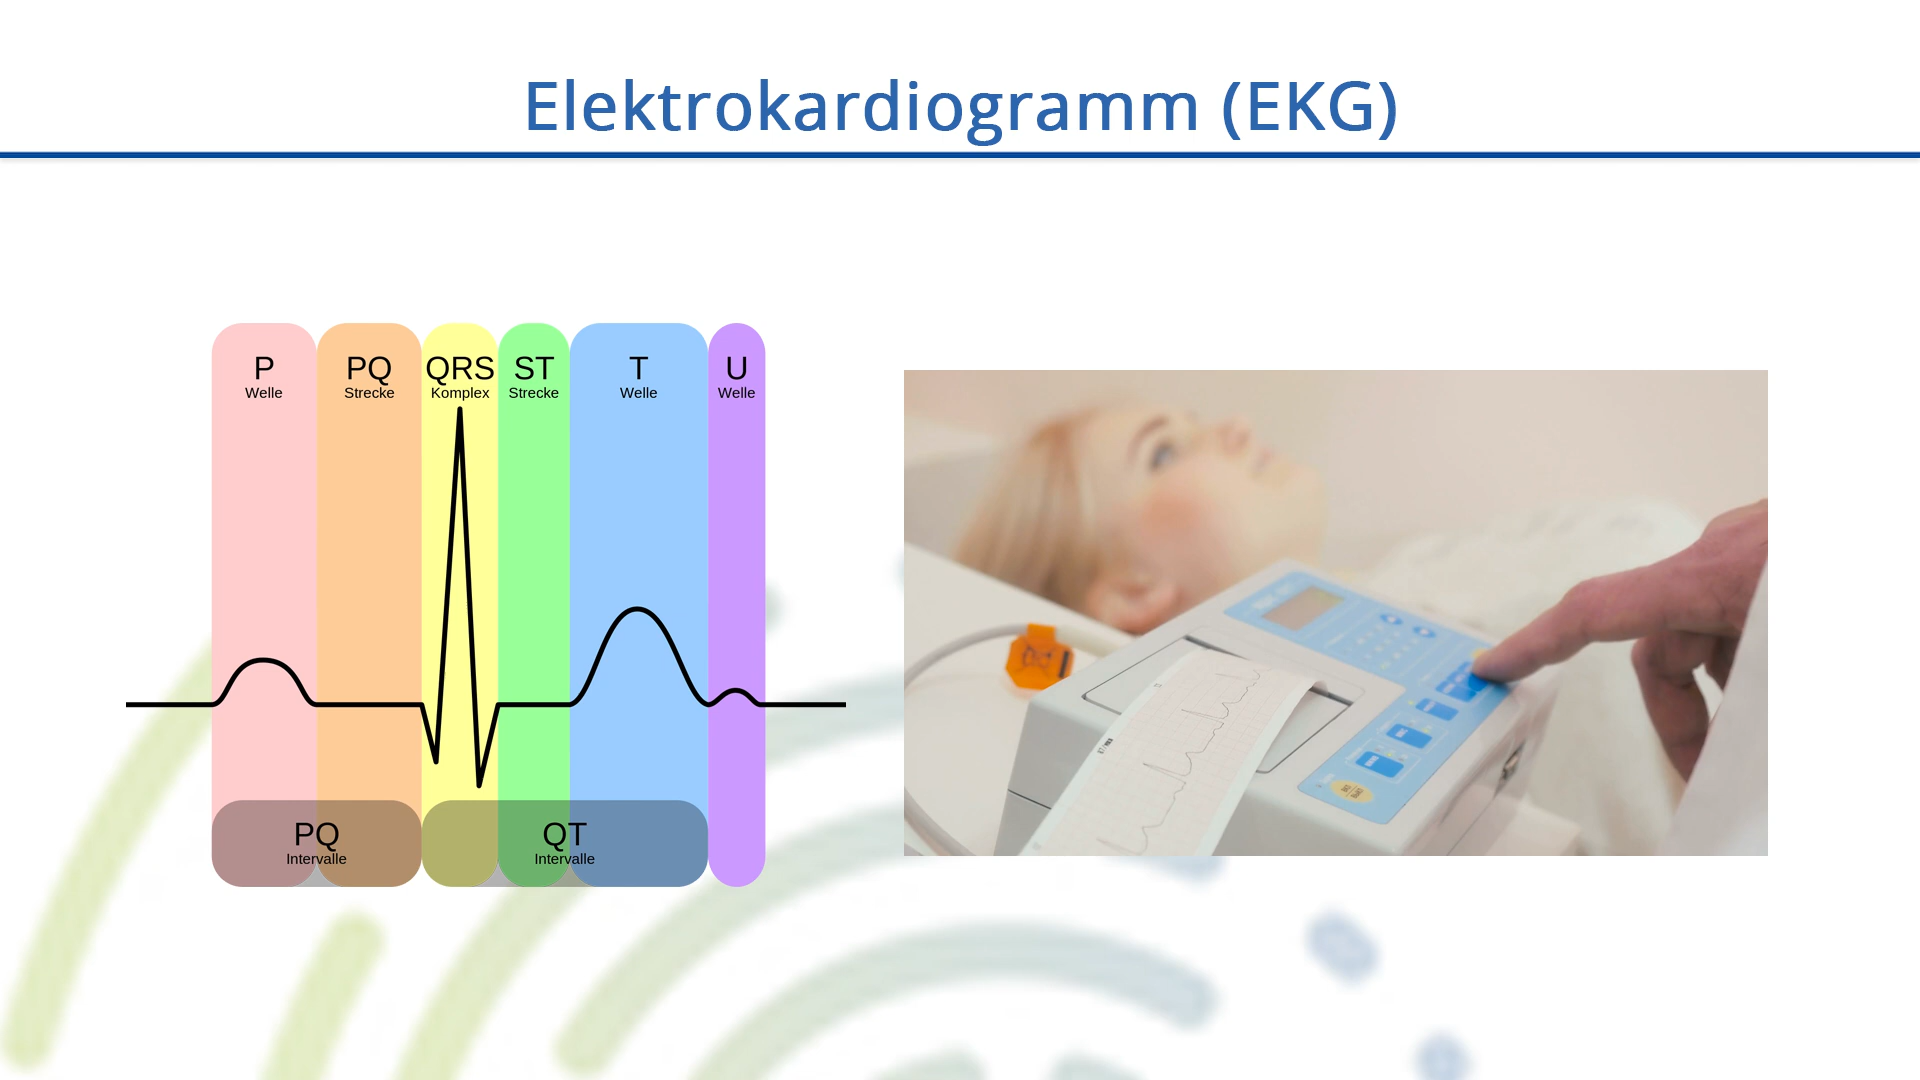 Elektrokardiogramm (EKG)
P
Welle
PQ
Strecke
QRS
Komplex
ST
Strecke
T
Welle
U
Welle
PQ
Intervalle
QT
Intervalle